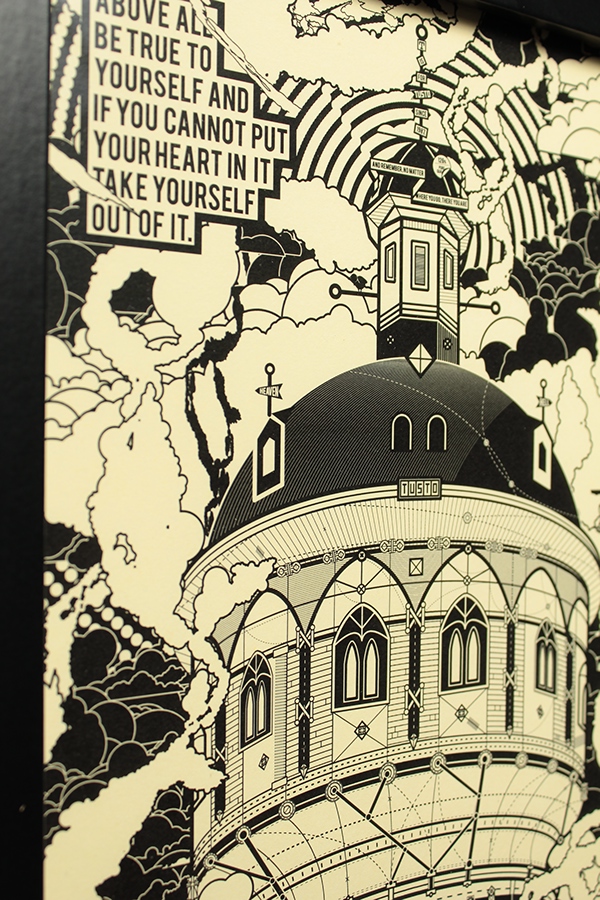 ABOVE ALL
BE TRUE TO
YOURSELF AND
IF YOU CANNOT PUT
YOUR HEART IN IT
TAKE YOURSELF
OUT OF IT.
AND REMEMBER, NO MATTER
WHERE YOU GO, THERE YOU ARE
HEAVEN
TUSTO